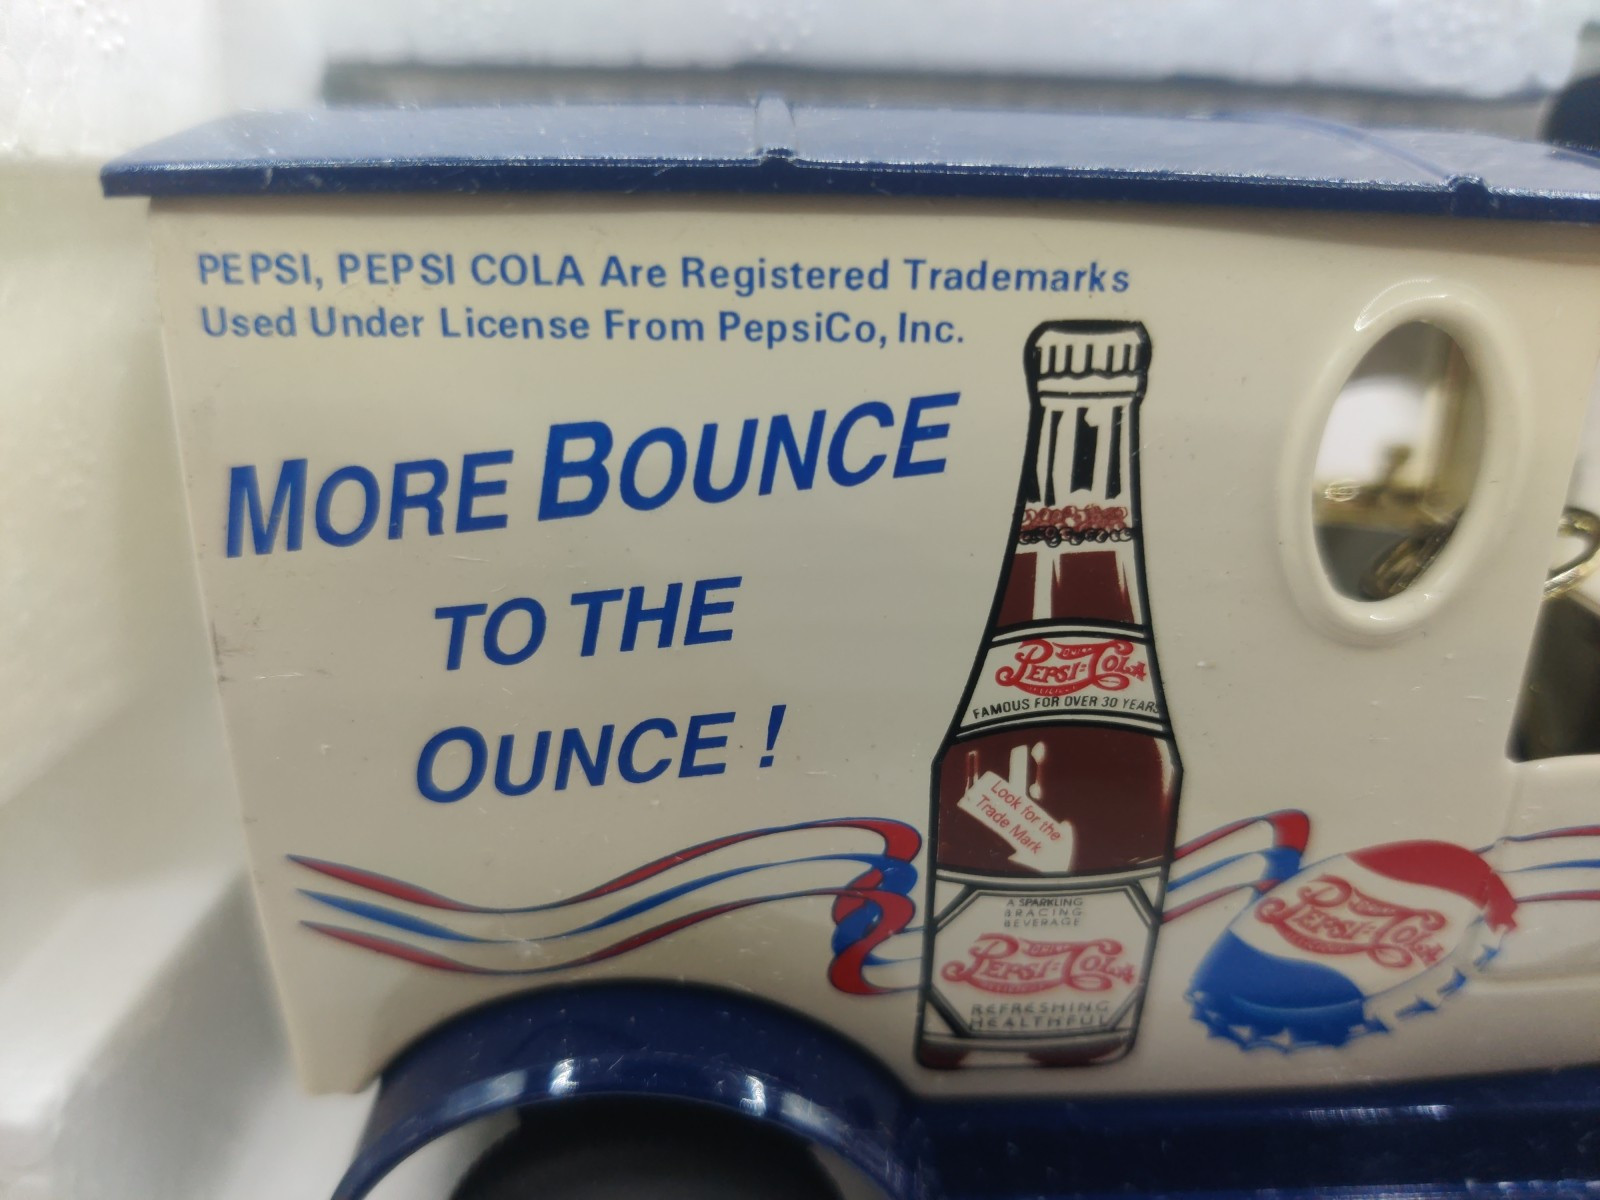 PEPSI, PEPSI COLA Are Registered Trademarks
Used Under License From PepsiCo, Inc.
MORE BOUNCE
TO THE
OUNCE !
PEPSI=COLA
FAMOUS FOR OVER 30 YEARS
Look for the
Trade Mark
A SPARKLING
BRACING
BEVERAGE
PEPSI=COLA
REFRESHING
HEALTHFUL
PEPSI=COLA